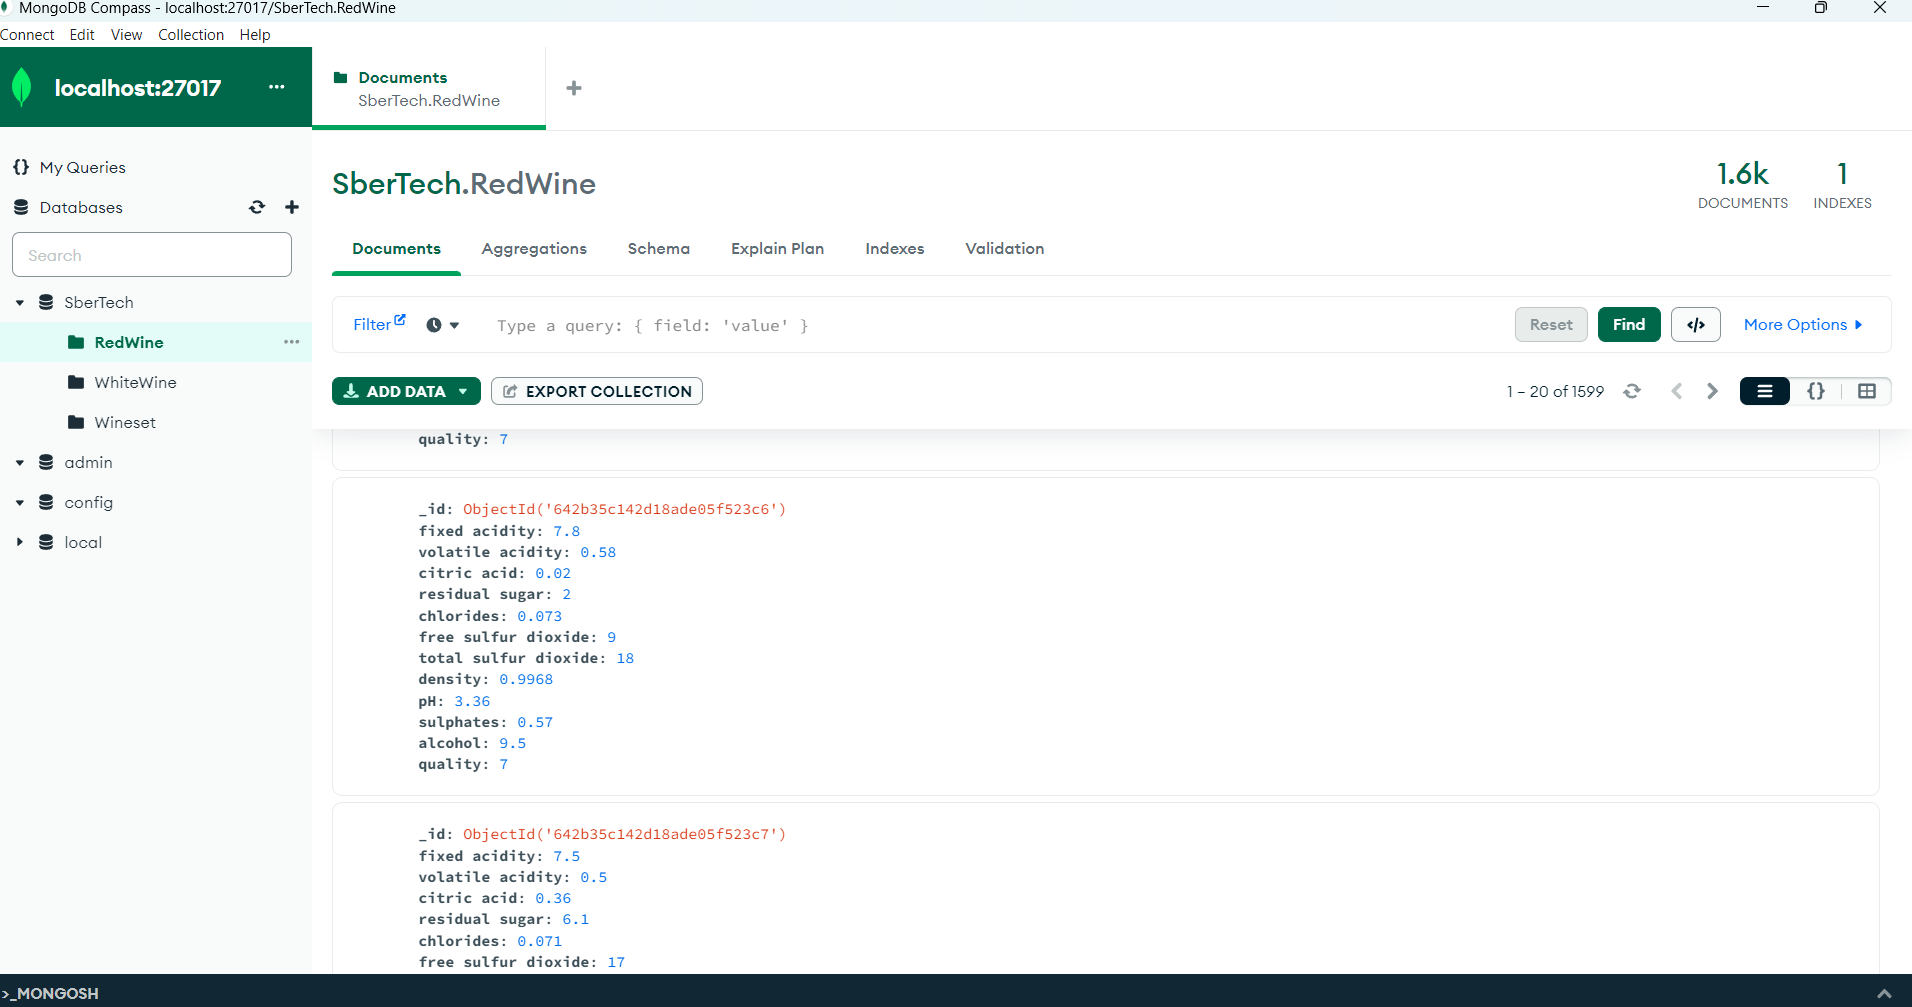 MongoDB Compass - localhost:27017/SberTech.RedWine
Connect Edit View Collection Help
localhost:27017
Documents
SberTech.RedWine
My Queries
Databases
Search
SberTech
RedWine
WhiteWine
Wineset
admin
config
local
SberTech.RedWine
1.6k
DOCUMENTS
1
INDEXES
Documents Aggregations Schema Explain Plan Indexes Validation
Filter Type a query: { field: 'value' } Reset Find </> More Options
ADD DATA EXPORT COLLECTION 1 – 20 of 1599 {}
quality: 7
_id: ObjectId('642b35c142d18ade05f523c6')
fixed acidity: 7.8
volatile acidity: 0.58
citric acid: 0.02
residual sugar: 2
chlorides: 0.073
free sulfur dioxide: 9
total sulfur dioxide: 18
density: 0.9968
pH: 3.36
sulphates: 0.57
alcohol: 9.5
quality: 7
_id: ObjectId('642b35c142d18ade05f523c7')
fixed acidity: 7.5
volatile acidity: 0.5
citric acid: 0.36
residual sugar: 6.1
chlorides: 0.071
free sulfur dioxide: 17
>_MONGOSH